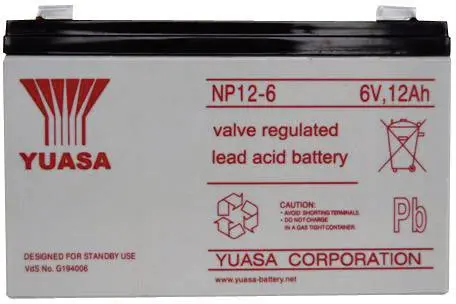 YUASA
NP12-6 6V,12Ah
valve regulated
lead acid battery
CAUTION:
• AVOID SHORTING TERMINALS.
• DO NOT CHARGE
IN A GAS TIGHT CONTAINER.
Pb
DESIGNED FOR STANDBY USE
VdS No. G194006
YUASA CORPORATION
www.yuasa-battery.net